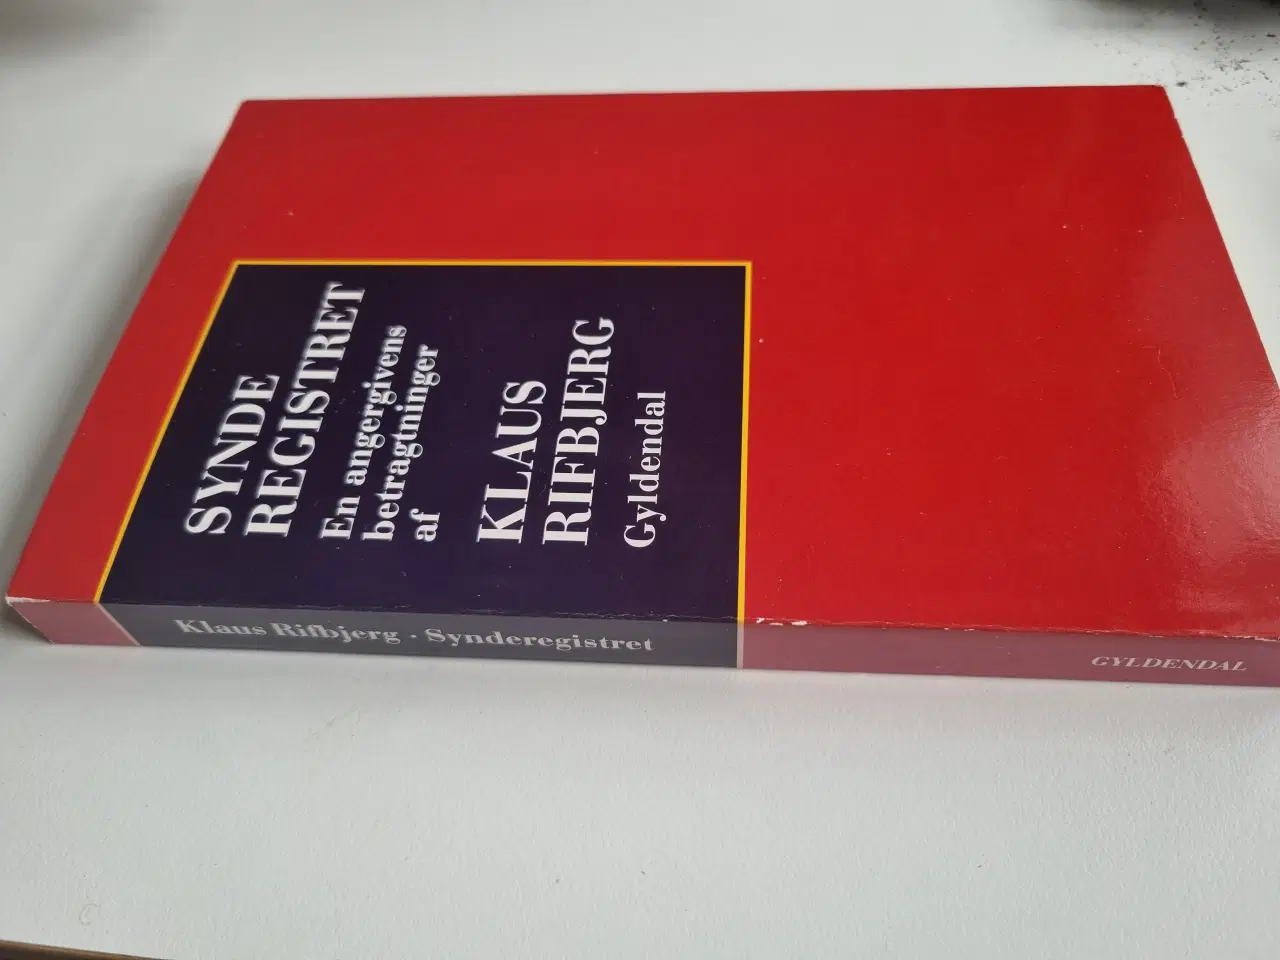 SYNDE
REGISTRET
En angergivens
betragtninger
af
KLAUS
RIFBJERG
Gyldendal
Klaus Rifbjerg · Synderegistret
GYLDENDAL